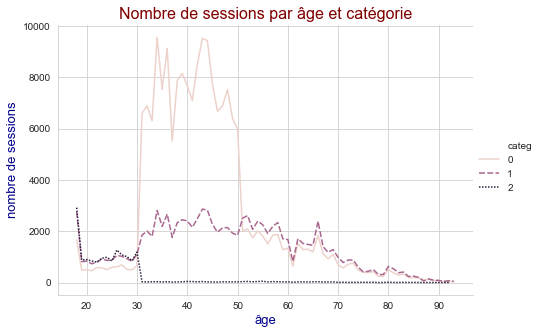 Nombre de sessions par âge et catégorie
nombre de sessions
10000
8000
6000
4000
2000
0
20 30 40 50 60 70 80 90
âge
categ
0
1
2